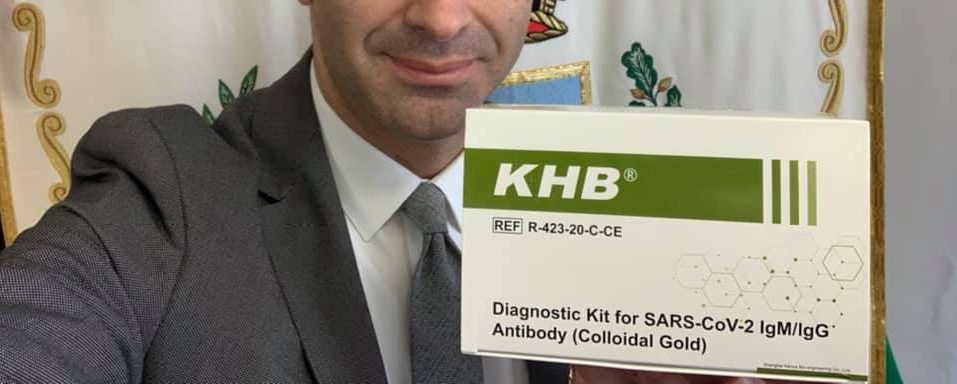 KHB®
REF R-423-20-C-CE
Diagnostic Kit for SARS-CoV-2 IgM/IgG
Antibody (Colloidal Gold)